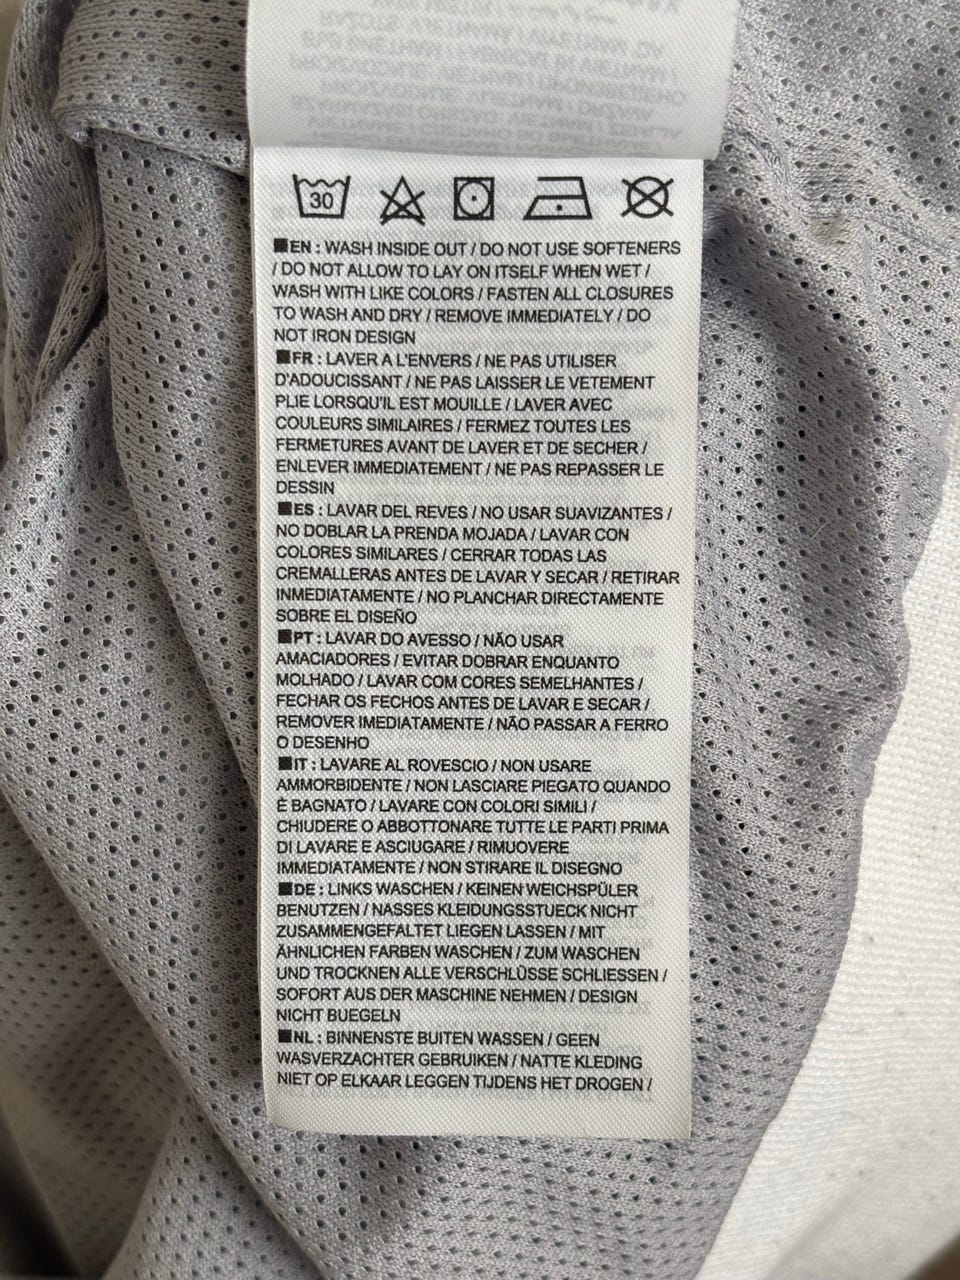 30
■EN : WASH INSIDE OUT / DO NOT USE SOFTENERS
/ DO NOT ALLOW TO LAY ON ITSELF WHEN WET /
WASH WITH LIKE COLORS / FASTEN ALL CLOSURES
TO WASH AND DRY / REMOVE IMMEDIATELY / DO
NOT IRON DESIGN
■FR : LAVER A L'ENVERS / NE PAS UTILISER
D'ADOUCISSANT / NE PAS LAISSER LE VETEMENT
PLIE LORSQU'IL EST MOUILLE / LAVER AVEC
COULEURS SIMILAIRES / FERMEZ TOUTES LES
FERMETURES AVANT DE LAVER ET DE SECHER /
ENLEVER IMMEDIATEMENT / NE PAS REPASSER LE
DESSIN
■ES : LAVAR DEL REVES / NO USAR SUAVIZANTES /
NO DOBLAR LA PRENDA MOJADA / LAVAR CON
COLORES SIMILARES / CERRAR TODAS LAS
CREMALLERAS ANTES DE LAVAR Y SECAR / RETIRAR
INMEDIATAMENTE / NO PLANCHAR DIRECTAMENTE
SOBRE EL DISEÑO
■PT : LAVAR DO AVESSO / NÃO USAR
AMACIADORES / EVITAR DOBRAR ENQUANTO
MOLHADO / LAVAR COM CORES SEMELHANTES /
FECHAR OS FECHOS ANTES DE LAVAR E SECAR /
REMOVER IMEDIATAMENTE / NÃO PASSAR A FERRO
O DESENHO
■IT : LAVARE AL ROVESCIO / NON USARE
AMMORBIDENTE / NON LASCIARE PIEGATO QUANDO
È BAGNATO / LAVARE CON COLORI SIMILI /
CHIUDERE O ABBOTTONARE TUTTE LE PARTI PRIMA
DI LAVARE E ASCIUGARE / RIMUOVERE
IMMEDIATAMENTE / NON STIRARE IL DISEGNO
■DE : LINKS WASCHEN / KEINEN WEICHSPÜLER
BENUTZEN / NASSES KLEIDUNGSSTUECK NICHT
ZUSAMMENGEFALTET LIEGEN LASSEN / MIT
ÄHNLICHEN FARBEN WASCHEN / ZUM WASCHEN
UND TROCKNEN ALLE VERSCHLÜSSE SCHLIESSEN /
SOFORT AUS DER MASCHINE NEHMEN / DESIGN
NICHT BUEGELN
■NL : BINNENSTE BUITEN WASSEN / GEEN
WASVERZACHTER GEBRUIKEN / NATTE KLEDING
NIET OP ELKAAR LEGGEN TIJDENS HET DROGEN /